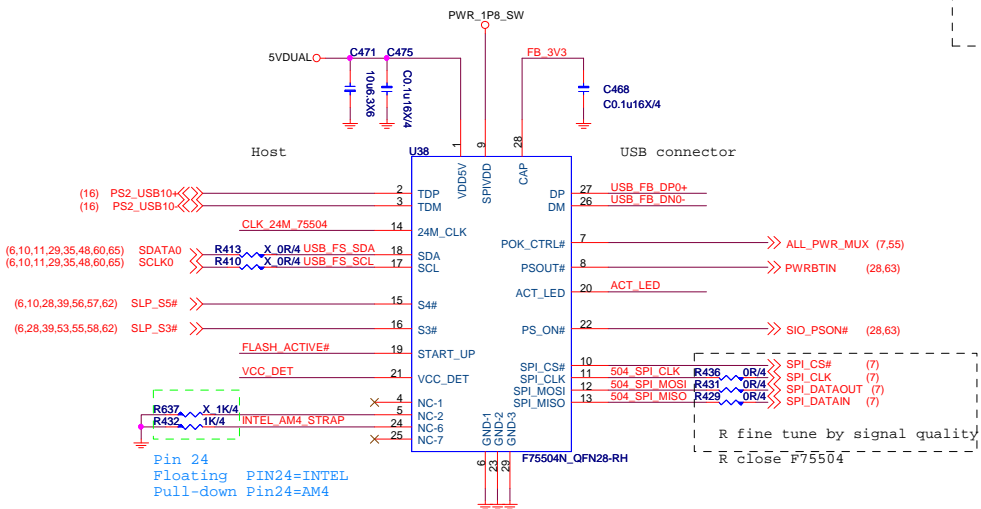 PWR_1P8_SW
5VDUAL C471 C475 FB_3V3
10u6.3X6 C0.1u16X/4 C468
C0.1u16X/4
1 9 28
Host U38 USB connector
VDD5V SPIVDD CAP
(16) PS2_USB10+ 2 TDP DP 27 USB_FB_DP0+
(16) PS2_USB10- 3 TDM DM 26 USB_FB_DN0-
CLK_24M_75504 14 24M_CLK
POK_CTRL# 7 ALL_PWR_MUX (7,55)
(6,10,11,29,35,48,60,65) SDATA0 R413 X_0R/4 USB_FS_SDA 18 SDA
(6,10,11,29,35,48,60,65) SCLK0 R410 X_0R/4 USB_FS_SCL 17 SCL PSOUT# 8 PWRBTIN (28,63)
ACT_LED 20 ACT_LED
(6,10,28,39,56,57,62) SLP_S5# 15 S4#
(6,28,39,53,55,58,62) SLP_S3# 16 S3# PS_ON# 22 SIO_PSON# (28,63)
FLASH_ACTIVE# 19 START_UP
SPI_CS# 10 SPI_CS# (7)
VCC_DET 21 VCC_DET SPI_CLK 11 504_SPI_CLK R436 0R/4 SPI_CLK (7)
SPI_MOSI 12 504_SPI_MOSI R431 0R/4 SPI_DATAOUT (7)
4 NC-1 SPI_MISO 13 504_SPI_MISO R429 0R/4 SPI_DATAIN (7)
R637 X_1K/4 5 NC-2
R432 1K/4 INTEL_AM4_STRAP 24 NC-6
25 NC-7
GND-1 GND-2 GND-3
R fine tune by signal quality
F75504N_QFN28-RH
R close F75504
6 23 29
Pin 24
Floating PIN24=INTEL
Pull-down Pin24=AM4